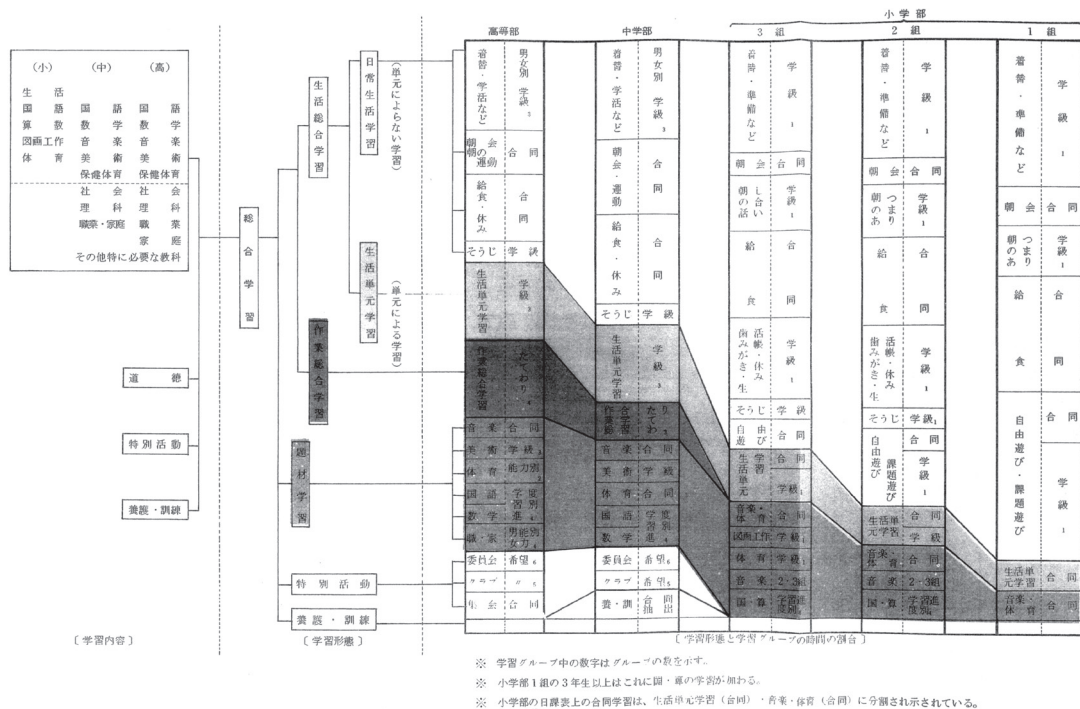 小学部
高等部 中学部 3組 2組 1組
(小) (中) (高)
生活
国語 国語 国語
算数 数学 数学
図画工作 音楽 音楽
体育 美術 美術
保健体育 保健体育
社会 社会
理科 理科
職業・家庭 職業
家庭
その他特に必要な教科
道徳
特別活動
養護・訓練
〔学習内容〕
総合学習
生活総合学習
作業総合学習
題材学習
特別活動
養護・訓練
〔学習形態〕
日常生活学習
(単元によらない学習)
生活単元学習
(単元による学習)
着替・学活など 男女別 学級
朝会 朝の運動 合同
給食・休み 合同
そうじ 学級
生活単元学習 学級
作業総合学習 たてわり
音楽 合同
美術 学級
体育 能力別
国語 数学 学習進度別
職・家 男女能力別
委員会 希望6
クラブ 〃5
集会 合同
着替・学活など 男女別 学級3
朝会・運動 合同
給食・休み 合同
そうじ 学級
生活単元学習 学級3
作業総合学習 たてわり
音楽 合同
美術 学級
体育 合同
国語 数学 学習進度別
委員会 希望6
クラブ 希望5
養・訓 合同抽出
着替・準備など 学級1
朝会 合同
朝の話し合い 学級1
給食 合同
歯みがき・生活帳・休み 学級1
そうじ 学級
自由遊び 合同
生活単元学習 合同 学級1
音楽・体育 合同
図画工作 学級1
体育 学級1
音楽 2・3組
国・算 学習進度別
着替・準備など 学級1
朝会 合同
朝のあつまり 学級1
給食 合同
歯みがき・生活帳・休み 学級1
そうじ 学級1
自由遊び 課題遊び 合同 学級1
生活単元学習 合同 学級
音楽・体育 合同
音楽 2・3組
国・算 学習進度別
着替・準備など 学級1
朝会 合同
朝のあつまり 学級1
給食 合同
自由遊び・課題遊び 合同 学級1
生活単元学習 合同
音楽・体育 合同
〔学習形態と学習グループの時間の割合〕
※ 学習グループ中の数字はグループの数を示す。
※ 小学部1組の3年生以上はこれに国・算の学習が加わる。
※ 小学部の日課表上の合同学習は、生活単元学習(合同)・音楽・体育(合同)に分割され示されている。